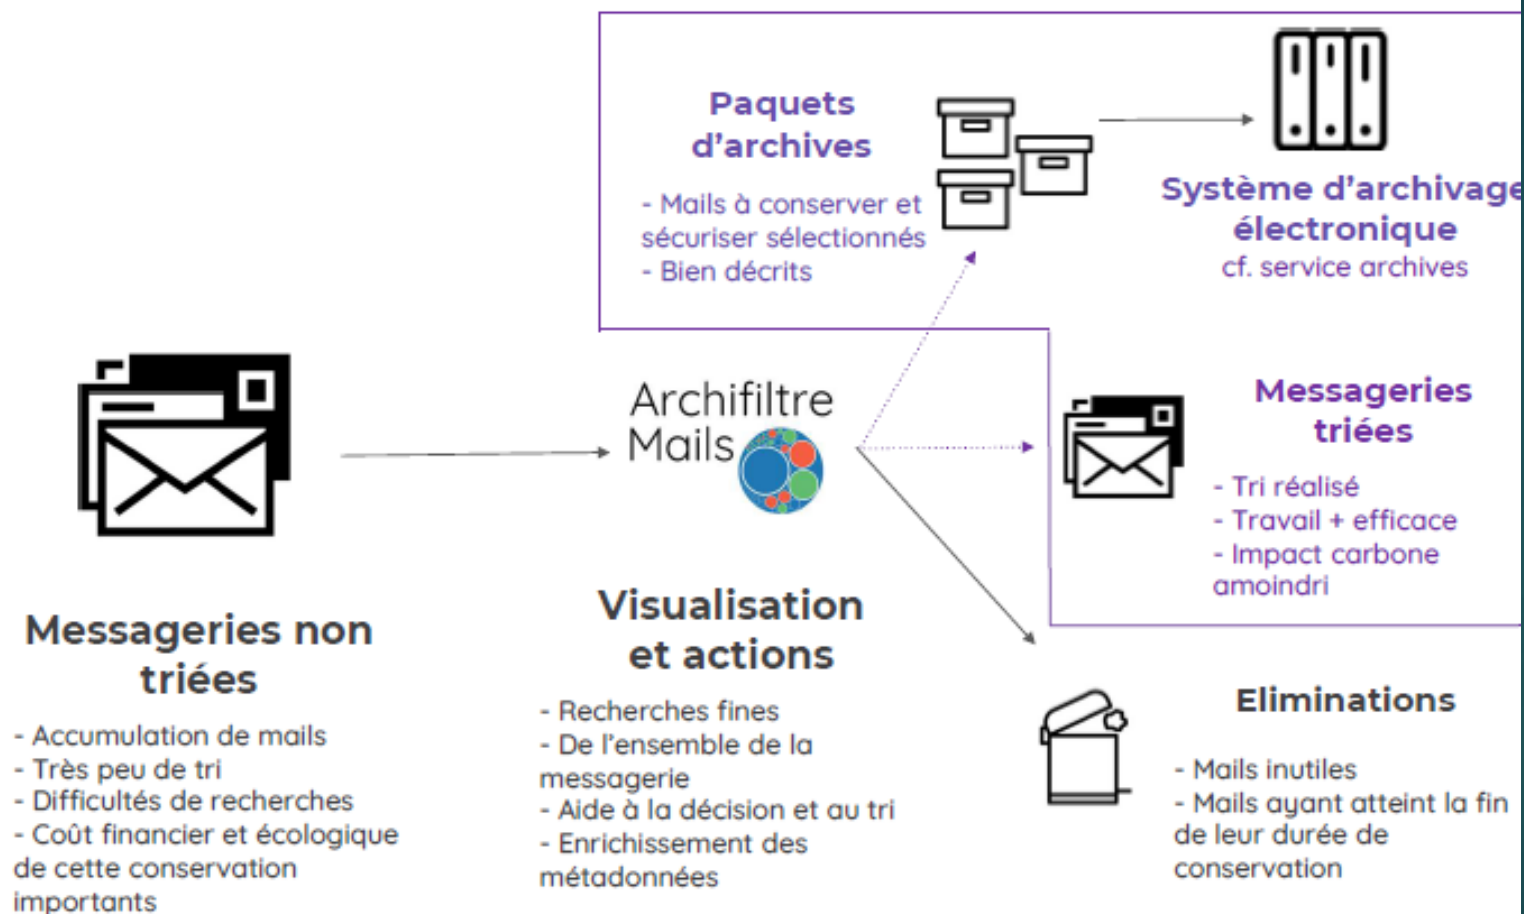 Messageries non
triées
- Accumulation de mails
- Très peu de tri
- Difficultés de recherches
- Coût financier et écologique
de cette conservation
importants
Archifiltre
Mails
Visualisation
et actions
- Recherches fines
- De l'ensemble de la
messagerie
- Aide à la décision et au tri
- Enrichissement des
métadonnées
Paquets
d'archives
- Mails à conserver et
sécuriser sélectionnés
- Bien décrits
Système d'archivage
électronique
cf. service archives
Messageries
triées
- Tri réalisé
- Travail + efficace
- Impact carbone
amoindri
Eliminations
- Mails inutiles
- Mails ayant atteint la fin
de leur durée de
conservation